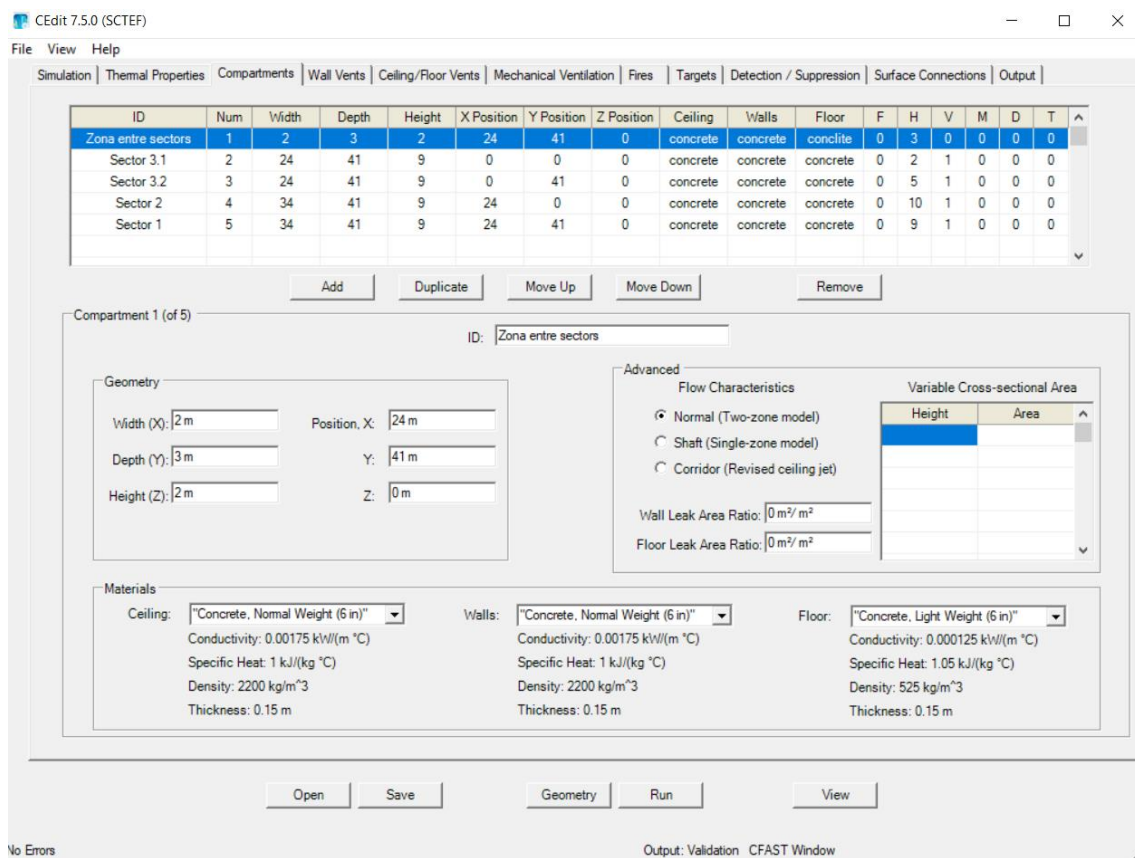 CEdit 7.5.0 (SCTEF)
File View Help
Simulation Thermal Properties Compartments Wall Vents Ceiling/Floor Vents Mechanical Ventilation Fires Targets Detection / Suppression Surface Connections Output
ID Num Width Depth Height X Position Y Position Z Position Ceiling Walls Floor F H V M D T
Zona entre sectors 1 2 3 2 24 41 0 concrete concrete conclite 0 3 0 0 0 0
Sector 3.1 2 24 41 9 0 0 0 concrete concrete concrete 0 2 1 0 0 0
Sector 3.2 3 24 41 9 0 41 0 concrete concrete concrete 0 5 1 0 0 0
Sector 2 4 34 41 9 24 0 0 concrete concrete concrete 0 10 1 0 0 0
Sector 1 5 34 41 9 24 41 0 concrete concrete concrete 0 9 1 0 0 0
Add Duplicate Move Up Move Down Remove
Compartment 1 (of 5)
ID: Zona entre sectors
Geometry
Width (X): 2 m Position, X: 24 m
Depth (Y): 3 m Y: 41 m
Height (Z): 2 m Z: 0 m
Advanced
Flow Characteristics Variable Cross-sectional Area
Normal (Two-zone model) Height Area
Shaft (Single-zone model)
Corridor (Revised ceiling jet)
Wall Leak Area Ratio: 0 m²/ m²
Floor Leak Area Ratio: 0 m²/ m²
Materials
Ceiling: "Concrete, Normal Weight (6 in)" Walls: "Concrete, Normal Weight (6 in)" Floor: "Concrete, Light Weight (6 in)"
Conductivity: 0.00175 kW/(m °C) Conductivity: 0.00175 kW/(m °C) Conductivity: 0.000125 kW/(m °C)
Specific Heat: 1 kJ/(kg °C) Specific Heat: 1 kJ/(kg °C) Specific Heat: 1.05 kJ/(kg °C)
Density: 2200 kg/m^3 Density: 2200 kg/m^3 Density: 525 kg/m^3
Thickness: 0.15 m Thickness: 0.15 m Thickness: 0.15 m
Open Save Geometry Run View
No Errors Output: Validation CFAST Window